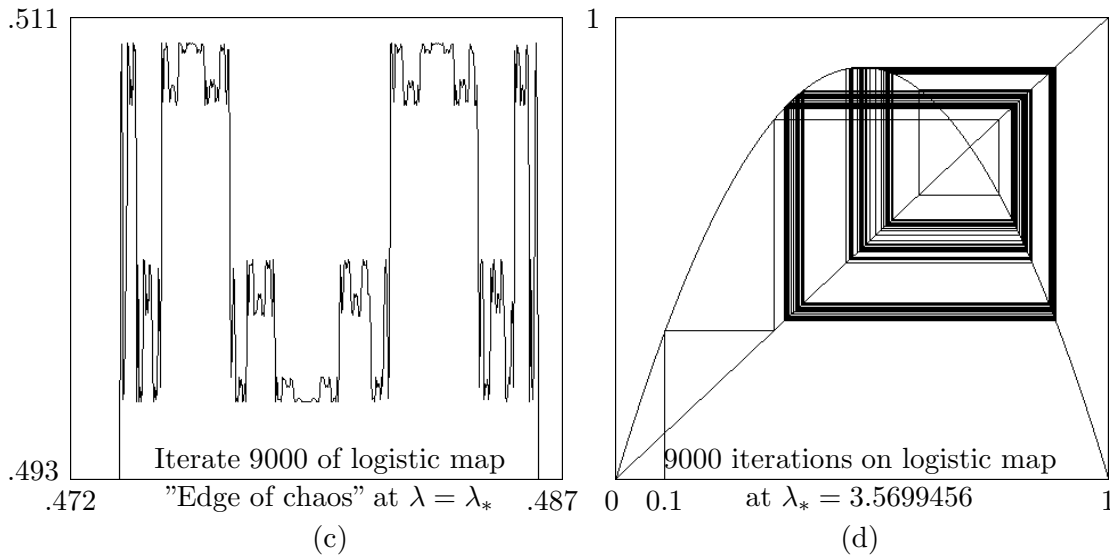 .511
.493
Iterate 9000 of logistic map
.472
"Edge of chaos" at λ = λ*
.487
(c)
1
9000 iterations on logistic map
0
0.1
at λ* = 3.5699456
1
(d)